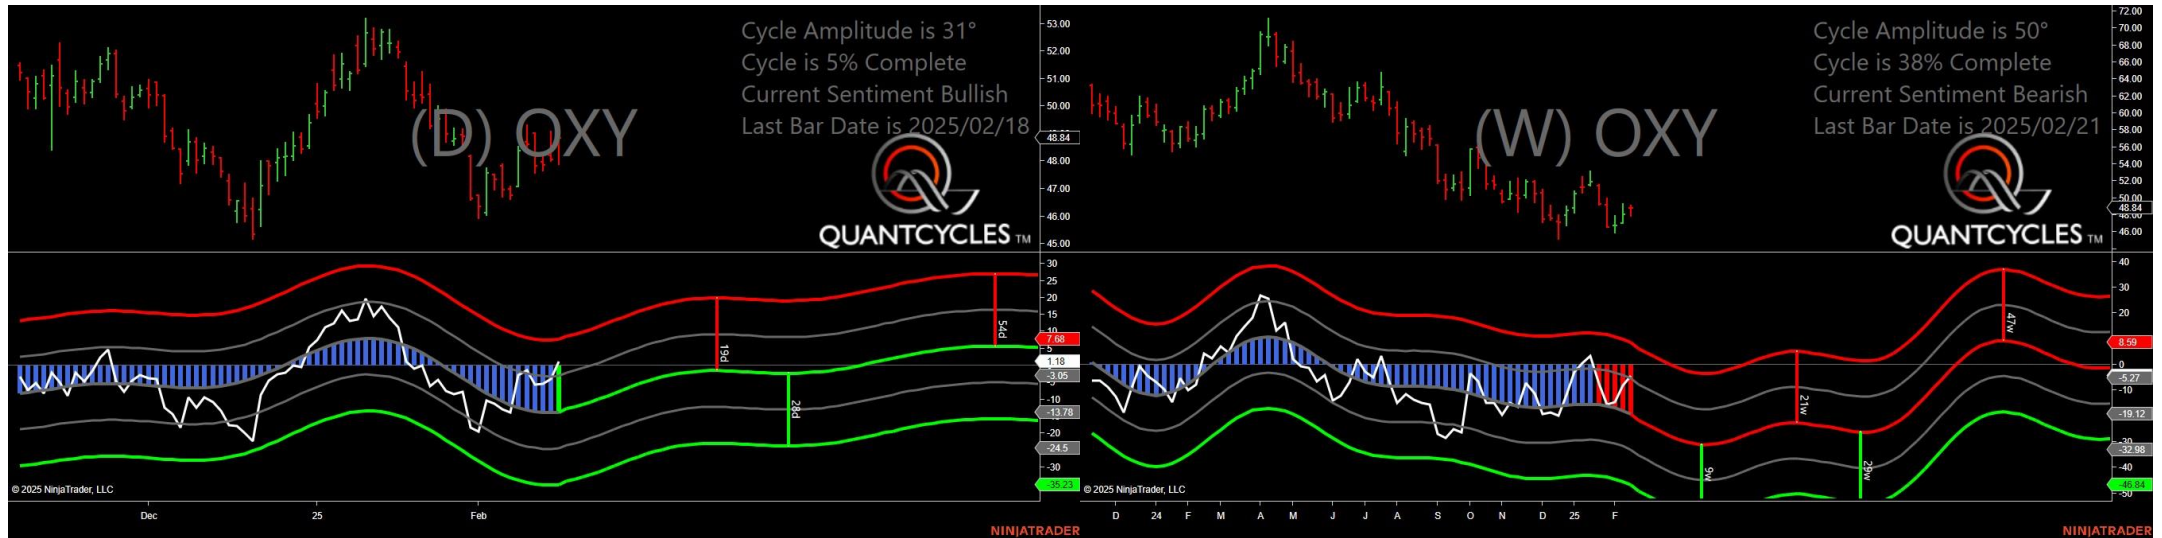 Cycle Amplitude is 31°
Cycle is 5% Complete
Current Sentiment Bullish
Last Bar Date is 2025/02/18
(D) OXY
QUANTCYCLES TM
53.00
52.00
51.00
50.00
48.84
48.00
47.00
46.00
45.00
30
25
20
15
10
7.68
5
1.18
-3.05
-10
-13.78
-20
-24.5
-30
-35.23
19d
28d
54d
© 2025 NinjaTrader, LLC
Dec
25
Feb
NINJATRADER
Cycle Amplitude is 50°
Cycle is 38% Complete
Current Sentiment Bearish
Last Bar Date is 2025/02/21
(W) OXY
QUANTCYCLES TM
72.00
70.00
68.00
66.00
64.00
62.00
60.00
58.00
56.00
54.00
52.00
50.00
48.84
48.00
46.00
40
30
20
8.59
0
-5.27
-10
-19.12
-30
-32.98
-40
-46.84
-50
9w
21w
29w
47w
© 2025 NinjaTrader, LLC
D 24 F M A M J J A S O N D 25 F
NINJATRADER